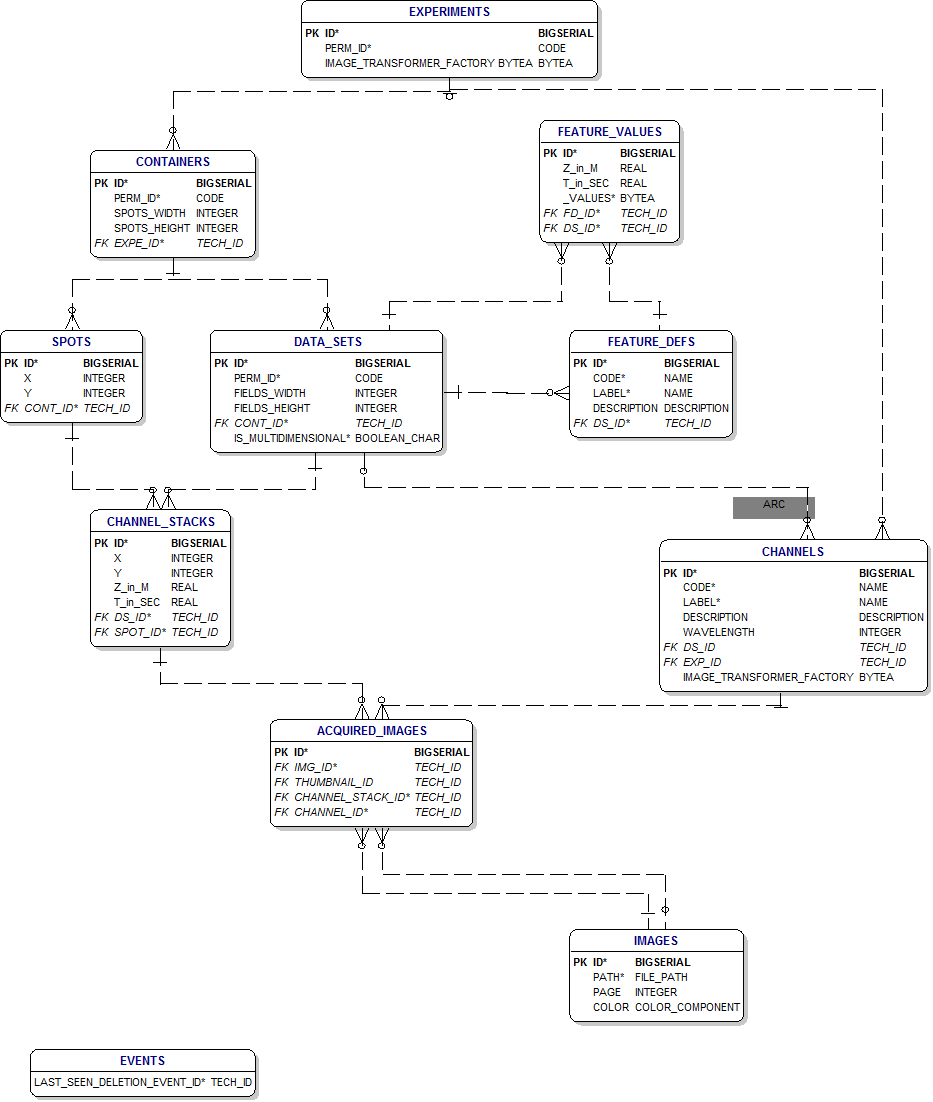 EXPERIMENTS
PK ID* BIGSERIAL
PERM_ID* CODE
IMAGE_TRANSFORMER_FACTORY BYTEA BYTEA
FEATURE_VALUES
PK ID* BIGSERIAL
Z_in_M REAL
T_in_SEC REAL
_VALUES* BYTEA
FK FD_ID* TECH_ID
FK DS_ID* TECH_ID
CONTAINERS
PK ID* BIGSERIAL
PERM_ID* CODE
SPOTS_WIDTH INTEGER
SPOTS_HEIGHT INTEGER
FK EXPE_ID* TECH_ID
SPOTS
PK ID* BIGSERIAL
X INTEGER
Y INTEGER
FK CONT_ID* TECH_ID
DATA_SETS
PK ID* BIGSERIAL
PERM_ID* CODE
FIELDS_WIDTH INTEGER
FIELDS_HEIGHT INTEGER
FK CONT_ID* TECH_ID
IS_MULTIDIMENSIONAL* BOOLEAN_CHAR
FEATURE_DEFS
PK ID* BIGSERIAL
CODE* NAME
LABEL* NAME
DESCRIPTION DESCRIPTION
FK DS_ID* TECH_ID
ARC
CHANNEL_STACKS
PK ID* BIGSERIAL
X INTEGER
Y INTEGER
Z_in_M REAL
T_in_SEC REAL
FK DS_ID* TECH_ID
FK SPOT_ID* TECH_ID
CHANNELS
PK ID* BIGSERIAL
CODE* NAME
LABEL* NAME
DESCRIPTION DESCRIPTION
WAVELENGTH INTEGER
FK DS_ID TECH_ID
FK EXP_ID TECH_ID
IMAGE_TRANSFORMER_FACTORY BYTEA
ACQUIRED_IMAGES
PK ID* BIGSERIAL
FK IMG_ID* TECH_ID
FK THUMBNAIL_ID TECH_ID
FK CHANNEL_STACK_ID* TECH_ID
FK CHANNEL_ID* TECH_ID
IMAGES
PK ID* BIGSERIAL
PATH* FILE_PATH
PAGE INTEGER
COLOR COLOR_COMPONENT
EVENTS
LAST_SEEN_DELETION_EVENT_ID* TECH_ID